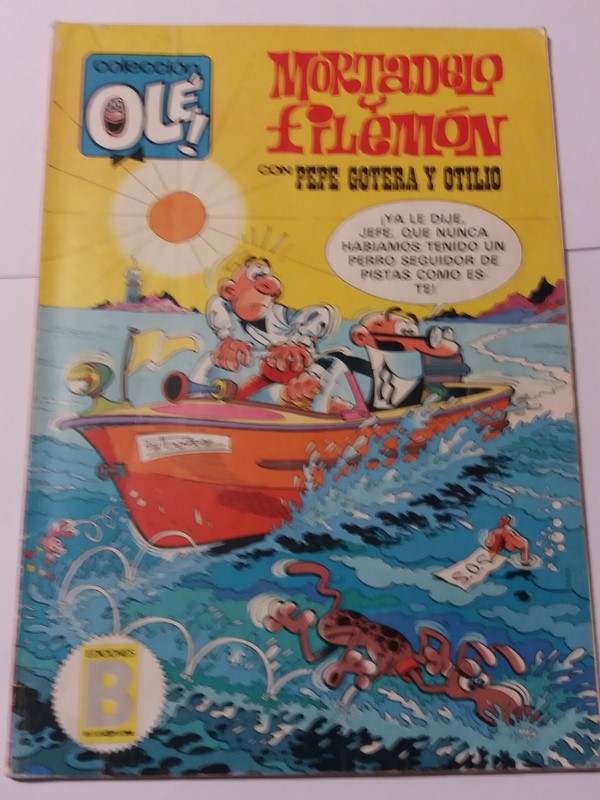 colección
OLÉ!
MORTADELO
Y
FILEMÓN
CON PEPE GOTERA Y OTILIO
¡YA LE DIJE,
JEFE, QUE NUNCA
HABIAMOS TENIDO UN
PERRO SEGUIDOR DE
PISTAS COMO ES-
TE!
S.O.S.
EDICIONES
B